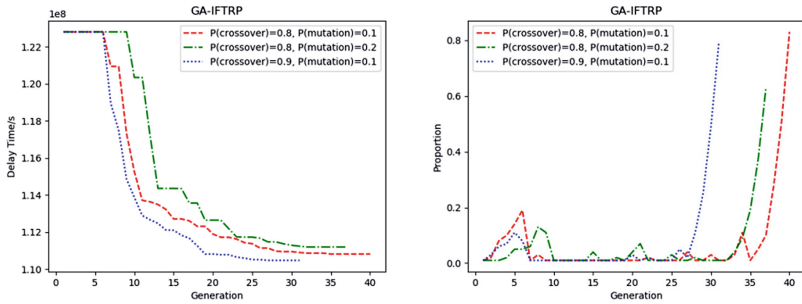 GA-IFTRP
1e8
P(crossover)=0.8, P(mutation)=0.1
P(crossover)=0.8, P(mutation)=0.2
P(crossover)=0.9, P(mutation)=0.1
Delay Time/s
1.22
1.20
1.18
1.16
1.14
1.12
1.10
0 5 10 15 20 25 30 35 40
Generation
GA-IFTRP
P(crossover)=0.8, P(mutation)=0.1
P(crossover)=0.8, P(mutation)=0.2
P(crossover)=0.9, P(mutation)=0.1
Proportion
0.8
0.6
0.4
0.2
0.0
0 5 10 15 20 25 30 35 40
Generation